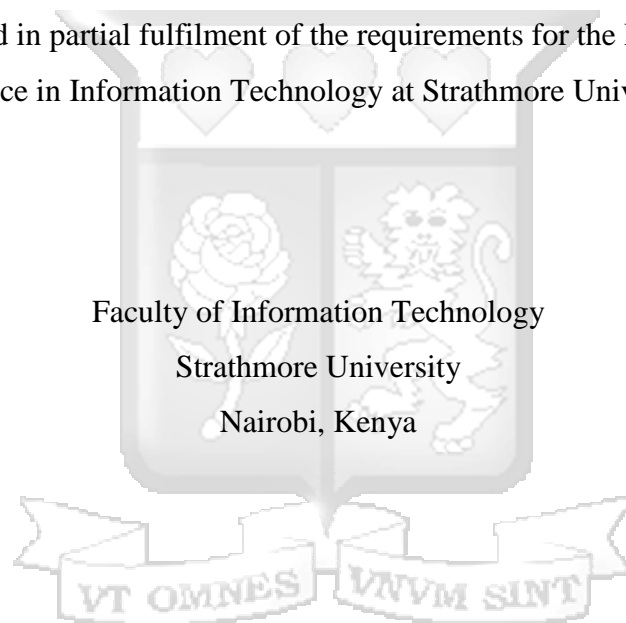 in partial fulfilment of the requirements for the
in Information Technology at Strathmore
Faculty of Information Technology
Strathmore University
Nairobi, Kenya
VT OMNES VNVM SINT